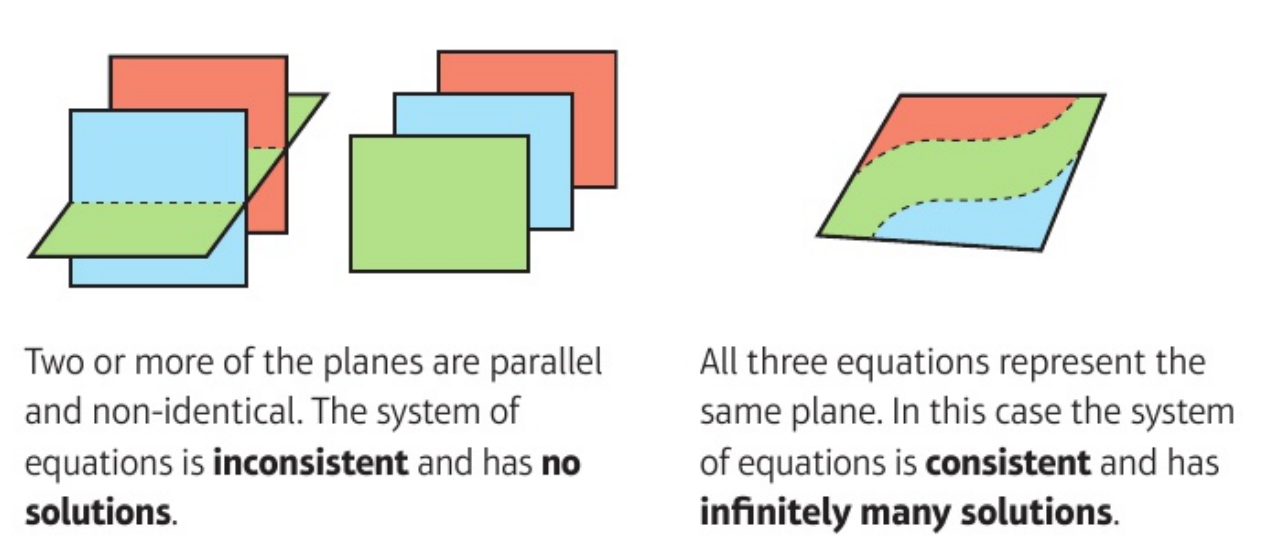 Two or more of the planes are parallel
and non-identical. The system of
equations is inconsistent and has no
solutions.
All three equations represent the
same plane. In this case the system
of equations is consistent and has
infinitely many solutions.